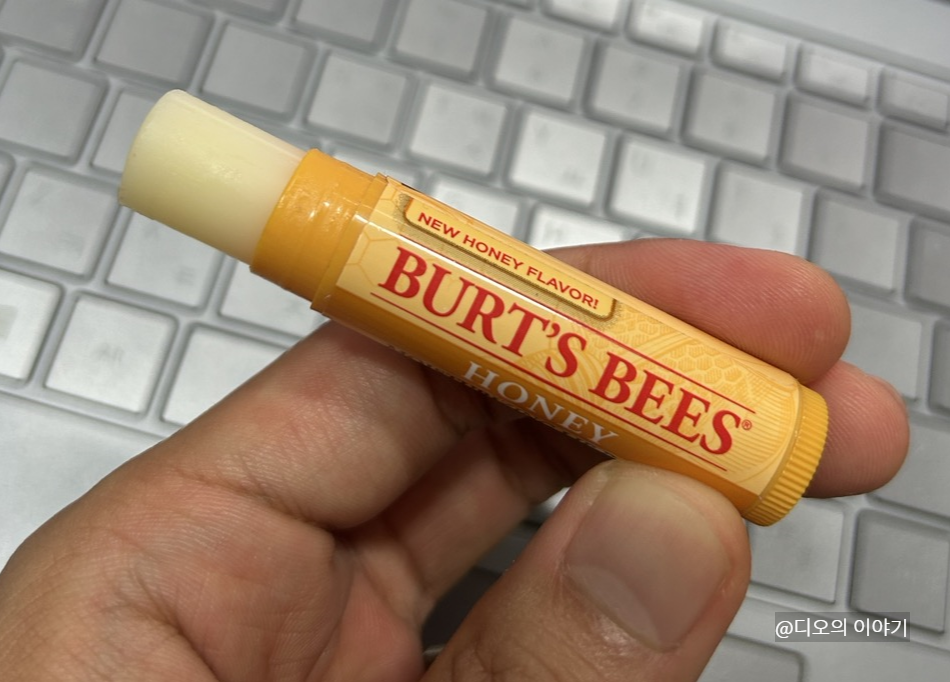 NEW HONEY FLAVOR!
BURT'S BEES®
HONEY
@디오의 이야기